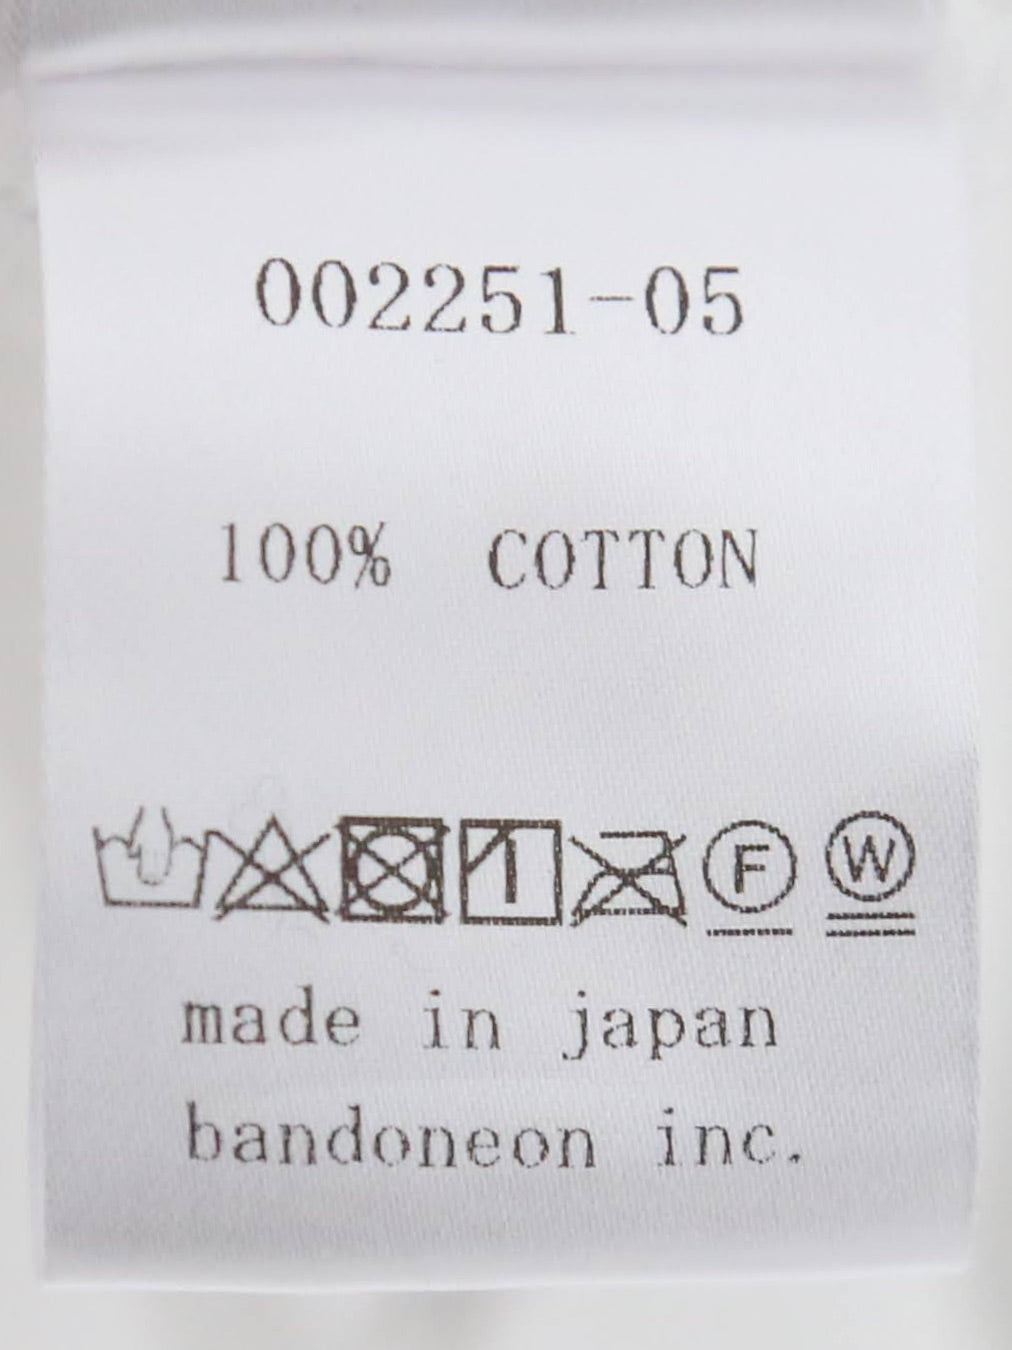 002251-05
100% COTTON
F W
made in japan
bandoneon inc.